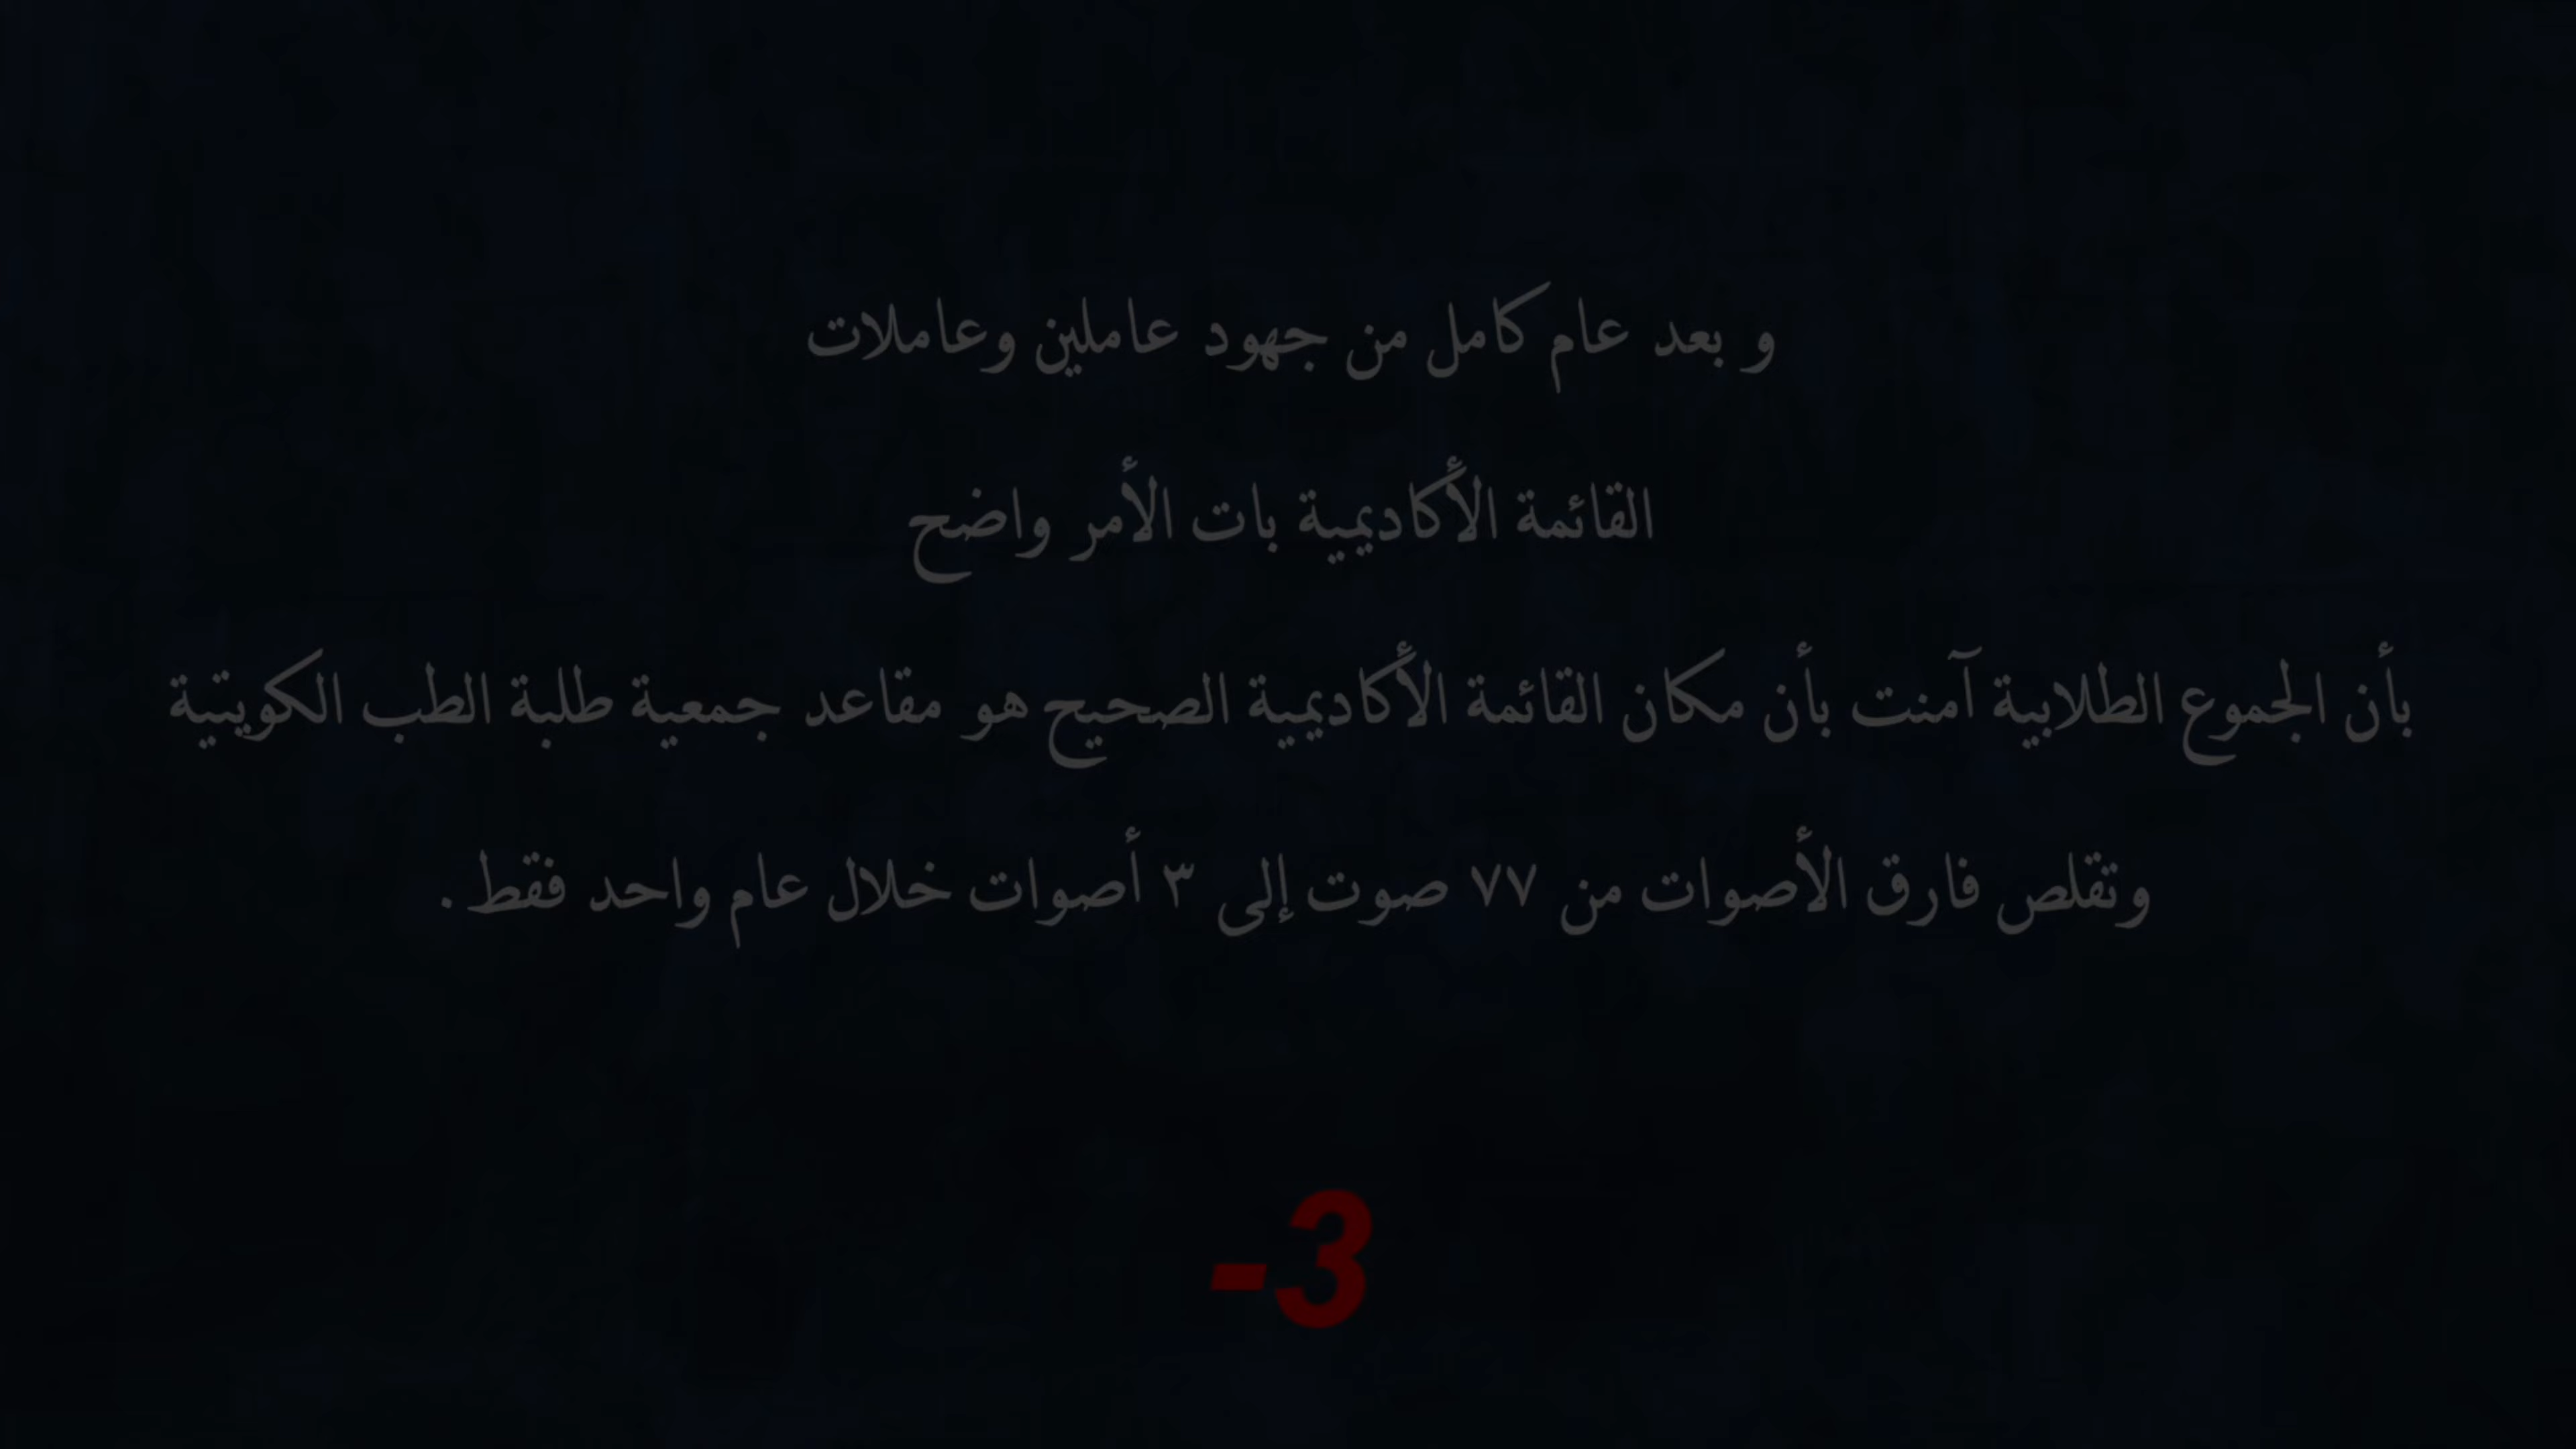 و بعد عام كامل من جهود عاملين وعاملات
القائمة الأكاديمية بات الأمر واضح
بأن الجموع الطلابية آمنت بأن مكان القائمة الأكاديمية الصحيح هو مقاعد جمعية طلبة الطب الكويتية
وتقلص فارق الأصوات من ٧٧ صوت إلى ٣ أصوات خلال عام واحد فقط.
-3